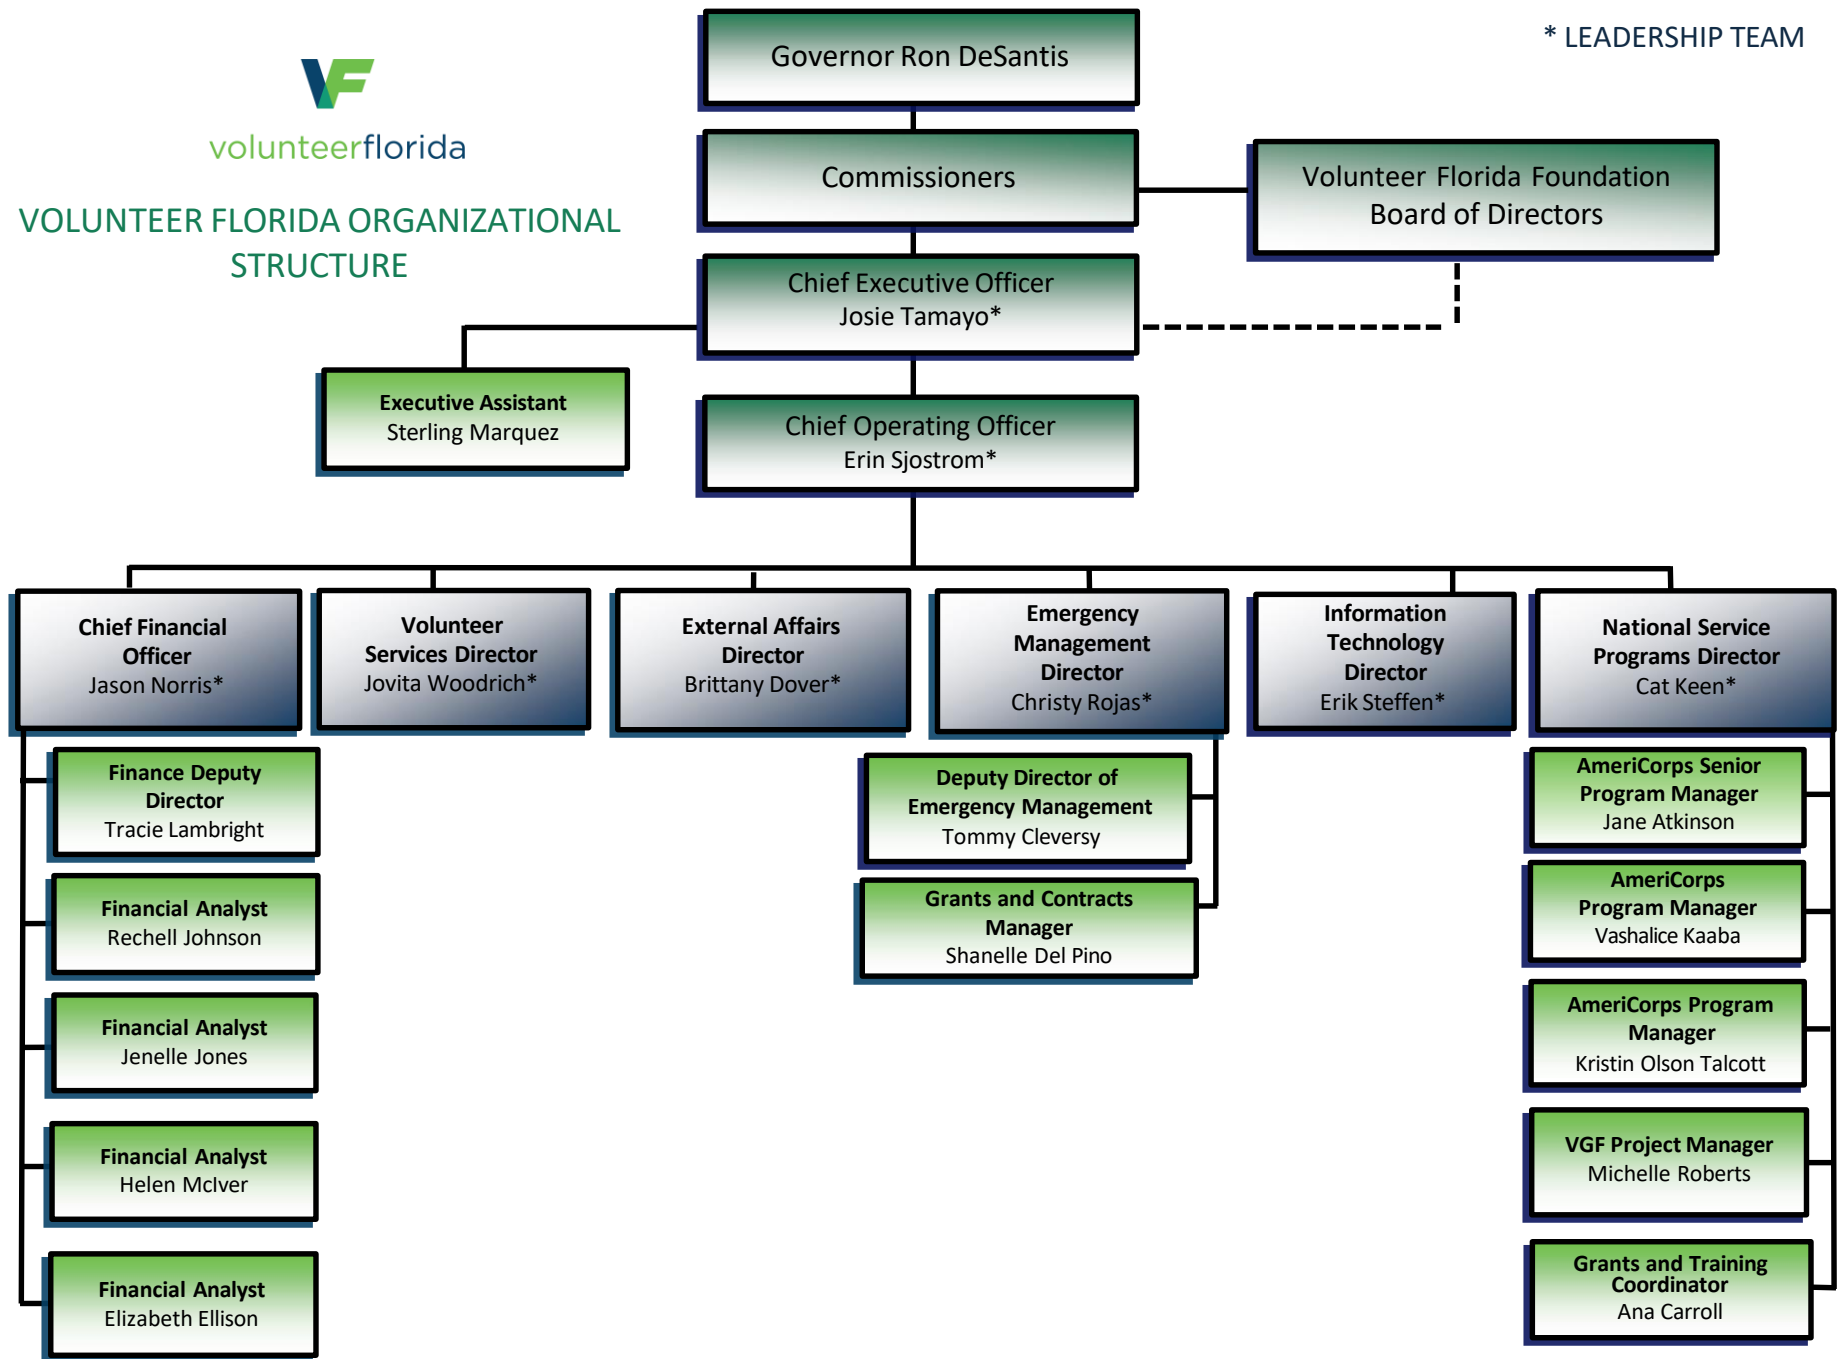 Governor Ron DeSantis
* LEADERSHIP TEAM
VF
volunteerflorida
VOLUNTEER FLORIDA ORGANIZATIONAL
STRUCTURE
Commissioners
Volunteer Florida Foundation
Board of Directors
Chief Executive Officer
Josie Tamayo*
Executive Assistant
Sterling Marquez
Chief Operating Officer
Erin Sjostrom*
Chief Financial
Officer
Jason Norris*
Volunteer
Services Director
Jovita Woodrich*
External Affairs
Director
Brittany Dover*
Emergency
Management
Director
Christy Rojas*
Information
Technology
Director
Erik Steffen*
National Service
Programs Director
Cat Keen*
Finance Deputy
Director
Tracie Lambright
Financial Analyst
Rechell Johnson
Financial Analyst
Jenelle Jones
Financial Analyst
Helen McIver
Financial Analyst
Elizabeth Ellison
Deputy Director of
Emergency Management
Tommy Cleversy
Grants and Contracts
Manager
Shanelle Del Pino
AmeriCorps Senior
Program Manager
Jane Atkinson
AmeriCorps
Program Manager
Vashalice Kaaba
AmeriCorps Program
Manager
Kristin Olson Talcott
VGF Project Manager
Michelle Roberts
Grants and Training
Coordinator
Ana Carroll